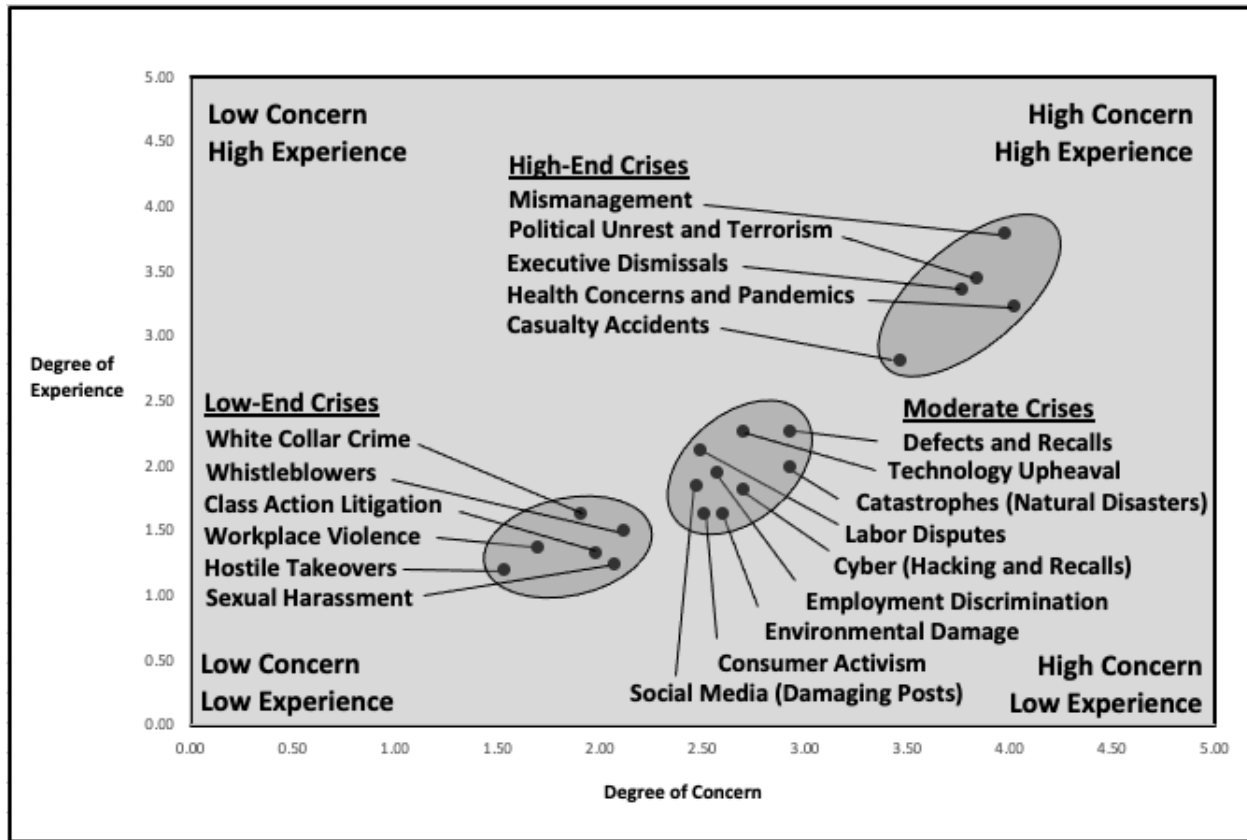 5.00
4.50
4.00
3.50
3.00
2.50
2.00
1.50
1.00
0.50
0.00
Degree of
Experience
Low Concern
High Experience
High Concern
High Experience
High-End Crises
Mismanagement
Political Unrest and Terrorism
Executive Dismissals
Health Concerns and Pandemics
Casualty Accidents
Low-End Crises
White Collar Crime
Whistleblowers
Class Action Litigation
Workplace Violence
Hostile Takeovers
Sexual Harassment
Moderate Crises
Defects and Recalls
Technology Upheaval
Catastrophes (Natural Disasters)
Labor Disputes
Cyber (Hacking and Recalls)
Employment Discrimination
Environmental Damage
Consumer Activism
Social Media (Damaging Posts)
Low Concern
Low Experience
High Concern
Low Experience
0.00 0.50 1.00 1.50 2.00 2.50 3.00 3.50 4.00 4.50 5.00
Degree of Concern